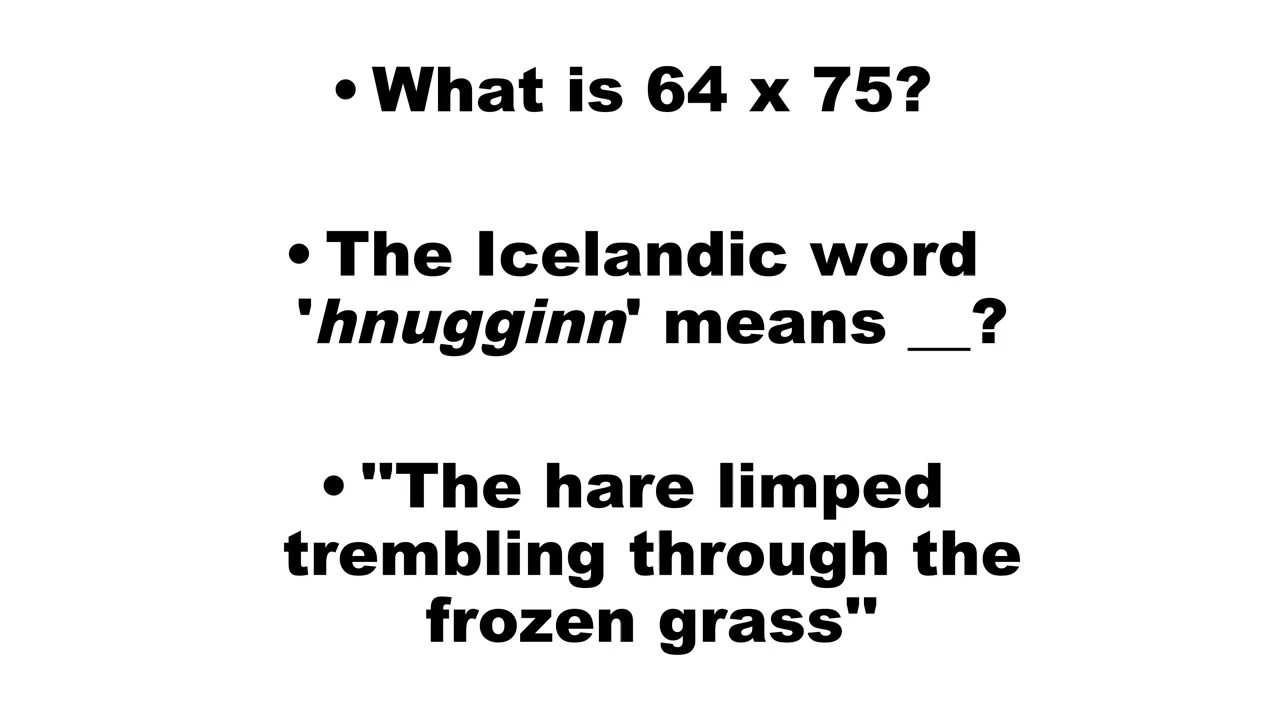 • What is 64 x 75?
• The Icelandic word
'hnugginn' means __?
• "The hare limped
trembling through the
frozen grass"